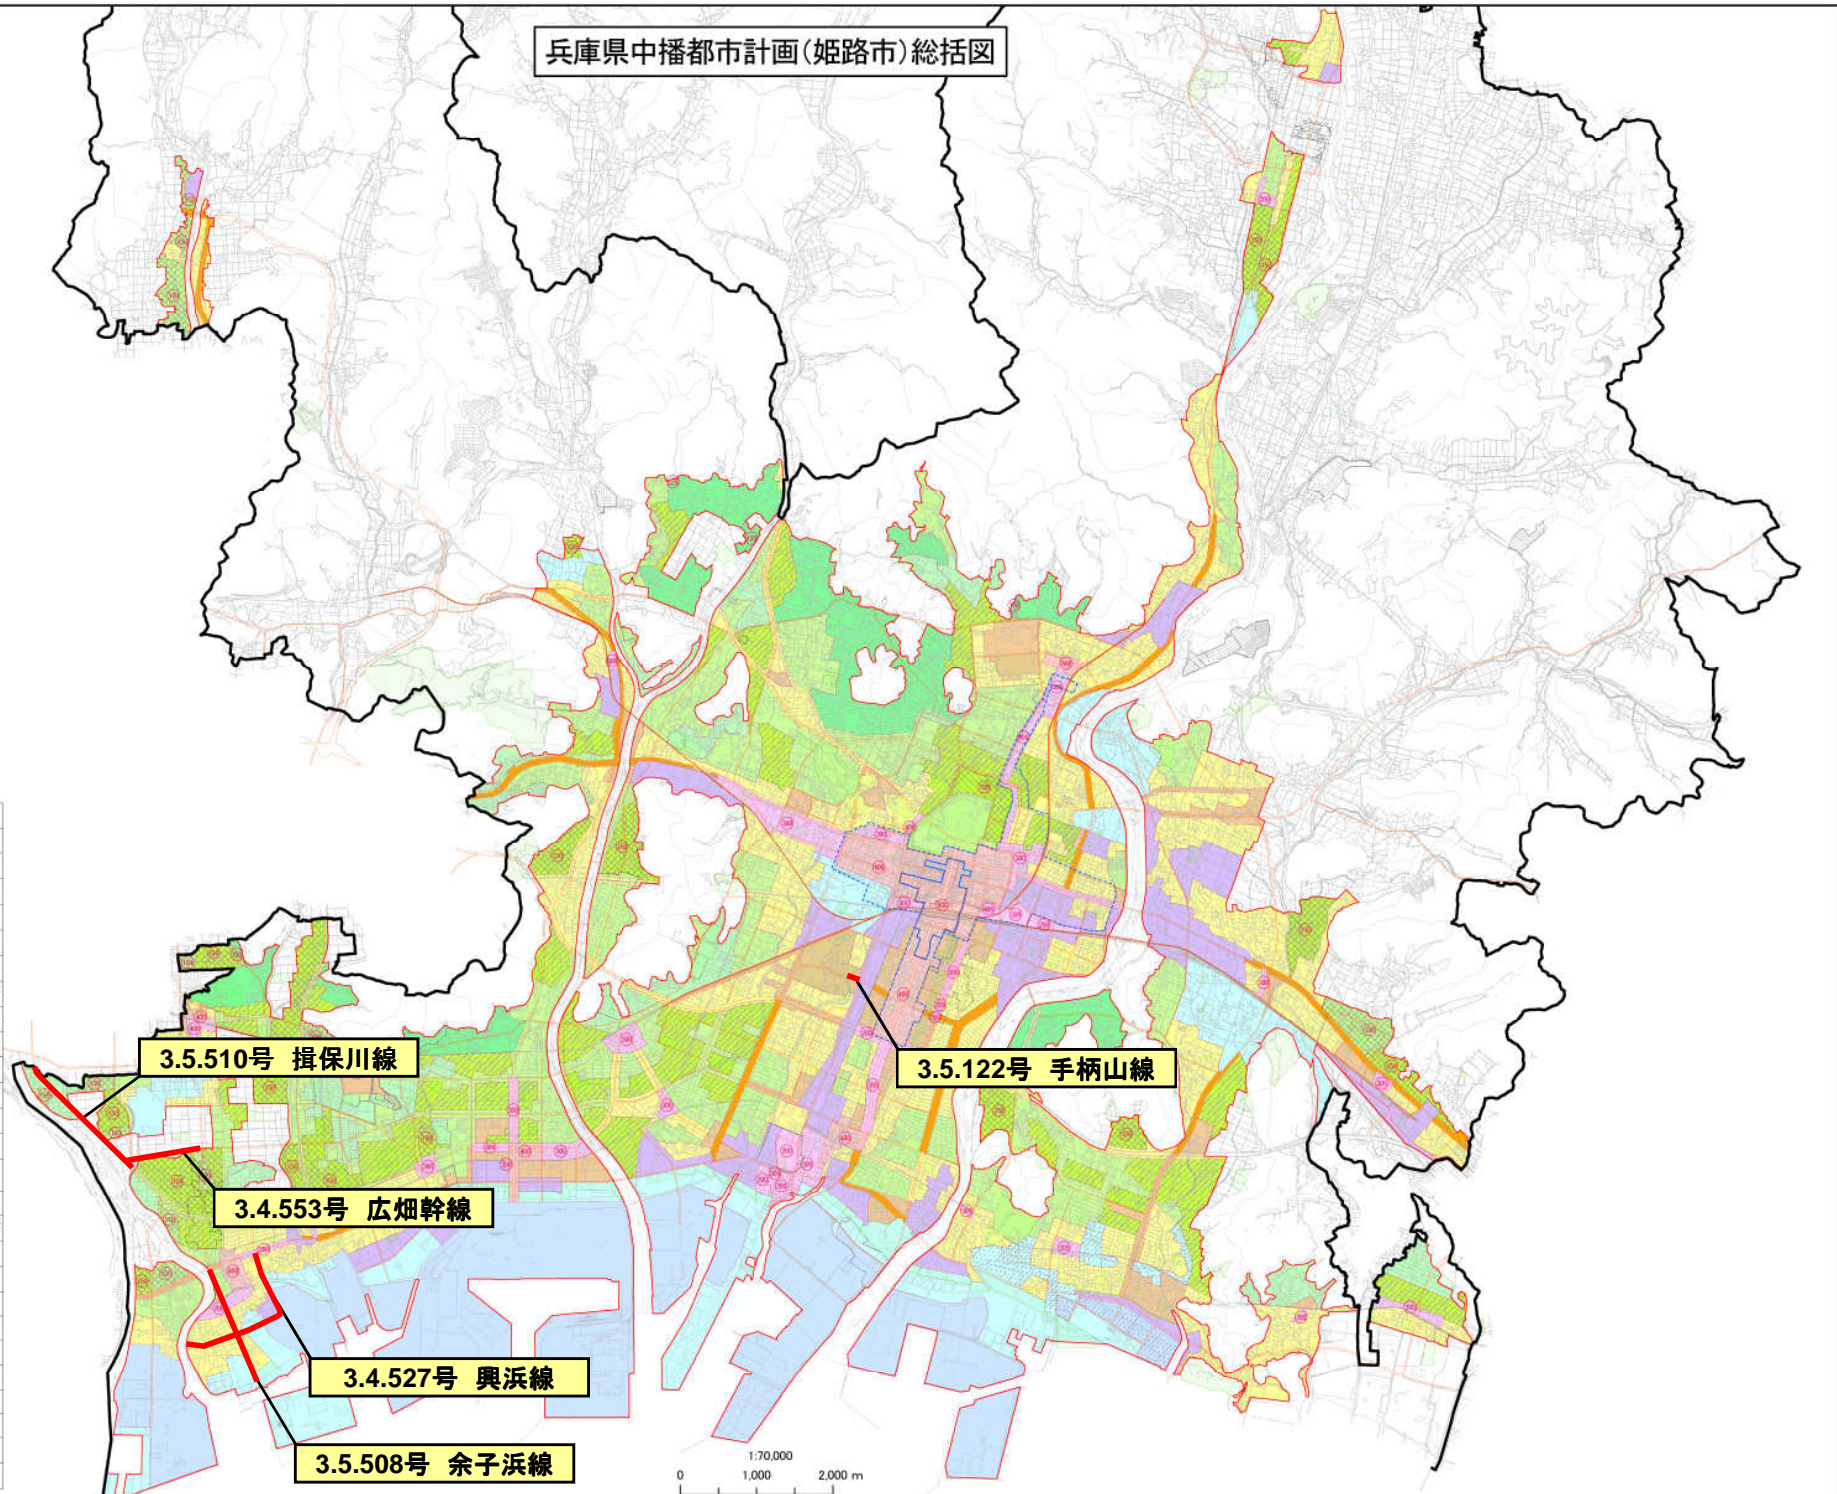 兵庫県中播都市計画(姫路市)総括図
3.5.510号 揖保川線
3.5.122号 手柄山線
3.4.553号 広畑幹線
3.4.527号 興浜線
3.5.508号 余子浜線
1:70,000
0 1,000 2,000 m